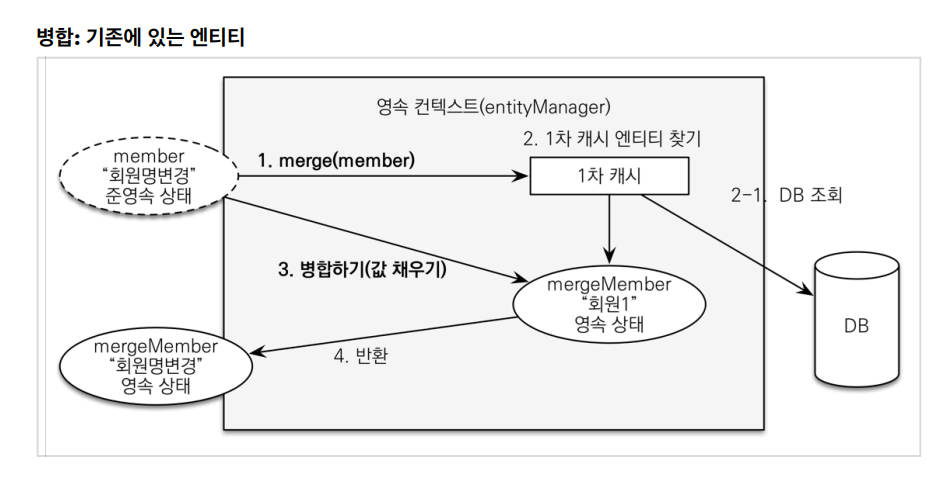 병합: 기존에 있는 엔티티
영속 컨텍스트(entityManager)
2. 1차 캐시 엔티티 찾기
member
“회원명변경”
준영속 상태
1. merge(member)
1차 캐시
2-1. DB 조회
3. 병합하기(값 채우기)
mergeMember
“회원1”
영속 상태
DB
mergeMember
“회원명변경”
영속 상태
4. 반환